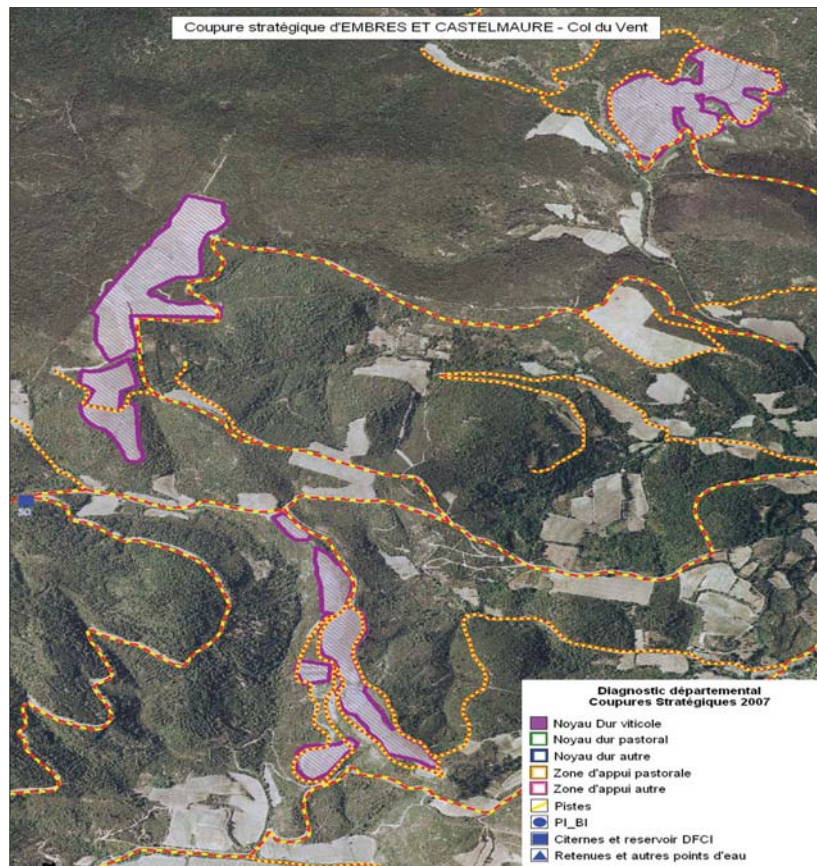 Coupure stratégique d'EMBRES ET CASTELMAURE - Col du Vent
30
Diagnostic départemental
Coupures Stratégiques 2007
Noyau Dur viticole
Noyau dur pastoral
Noyau dur autre
Zone d'appui pastorale
Zone d'appui autre
Pistes
PI_BI
Citernes et reservoir DFCI
Retenues et autres points d'eau